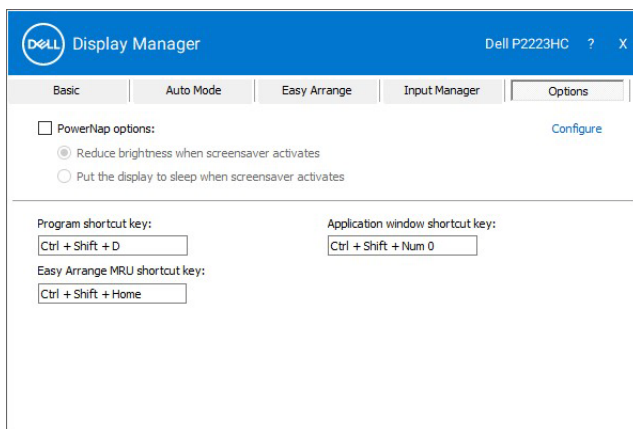 DELL Display Manager
Dell P2223HC ? X
Basic
Auto Mode
Easy Arrange
Input Manager
Options
PowerNap options:
Configure
Reduce brightness when screensaver activates
Put the display to sleep when screensaver activates
Program shortcut key:
Application window shortcut key:
Ctrl + Shift + D
Ctrl + Shift + Num 0
Easy Arrange MRU shortcut key:
Ctrl + Shift + Home